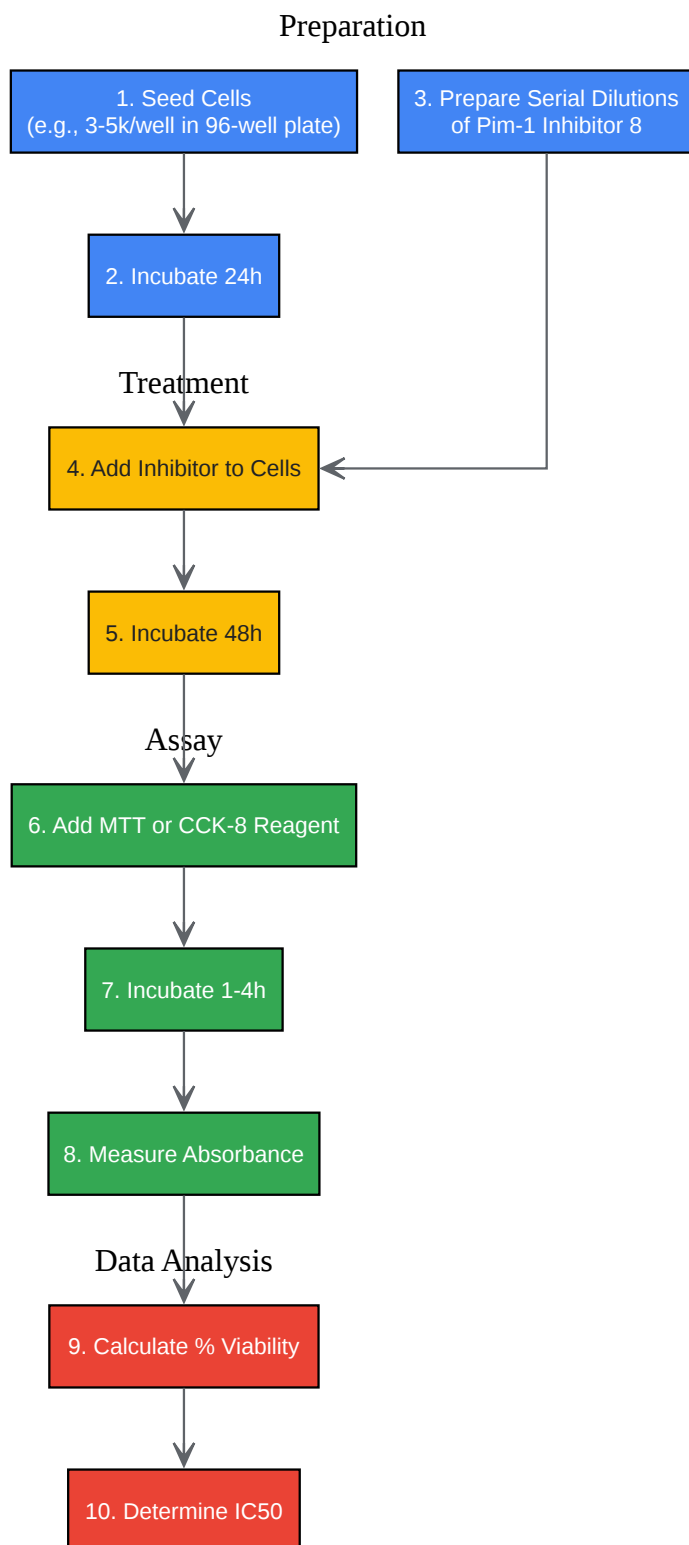 Preparation
1. Seed Cells
(e.g., 3-5k/well in 96-well plate)
3. Prepare Serial Dilutions
of Pim-1 Inhibitor 8
2. Incubate 24h
Treatment
4. Add Inhibitor to Cells
5. Incubate 48h
Assay
6. Add MTT or CCK-8 Reagent
7. Incubate 1-4h
8. Measure Absorbance
Data Analysis
9. Calculate % Viability
10. Determine IC50